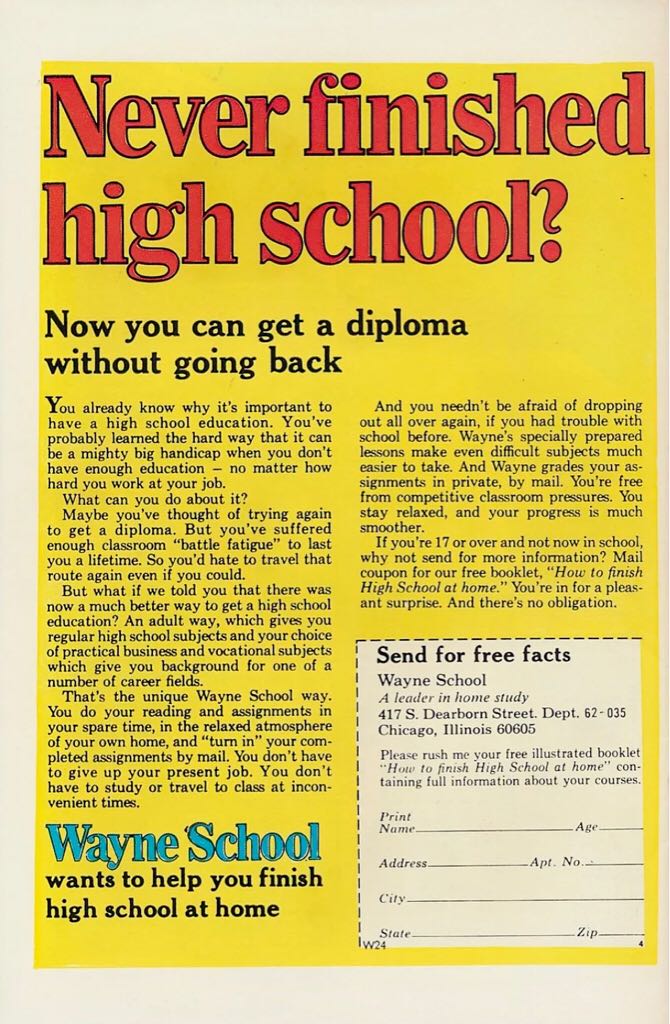 Never finished
high school?
Now you can get a diploma
without going back
You already know why it's important to
have a high school education. You've
probably learned the hard way that it can
be a mighty big handicap when you don't
have enough education – no matter how
hard you work at your job.
What can you do about it?
Maybe you've thought of trying again
to get a diploma. But you've suffered
enough classroom "battle fatigue" to last
you a lifetime. So you'd hate to travel that
route again even if you could.
But what if we told you that there was
now a much better way to get a high school
education? An adult way, which gives you
regular high school subjects and your choice
of practical business and vocational subjects
which give you background for one of a
number of career fields.
That's the unique Wayne School way.
You do your reading and assignments in
your spare time, in the relaxed atmosphere
of your own home, and "turn in" your com-
pleted assignments by mail. You don't have
to give up your present job. You don't
have to study or travel to class at incon-
venient times.
Wayne School
wants to help you finish
high school at home
And you needn't be afraid of dropping
out all over again, if you had trouble with
school before. Wayne's specially prepared
lessons make even difficult subjects much
easier to take. And Wayne grades your as-
signments in private, by mail. You're free
from competitive classroom pressures. You
stay relaxed, and your progress is much
smoother.
If you're 17 or over and not now in school,
why not send for more information? Mail
coupon for our free booklet, "How to finish
High School at home." You're in for a pleas-
ant surprise. And there's no obligation.
Send for free facts
Wayne School
A leader in home study
417 S. Dearborn Street. Dept. 62-035
Chicago, Illinois 60605
Please rush me your free illustrated booklet
"How to finish High School at home" con-
taining full information about your courses.
Print
Name Age
Address Apt. No.
City
State Zip
W24 4